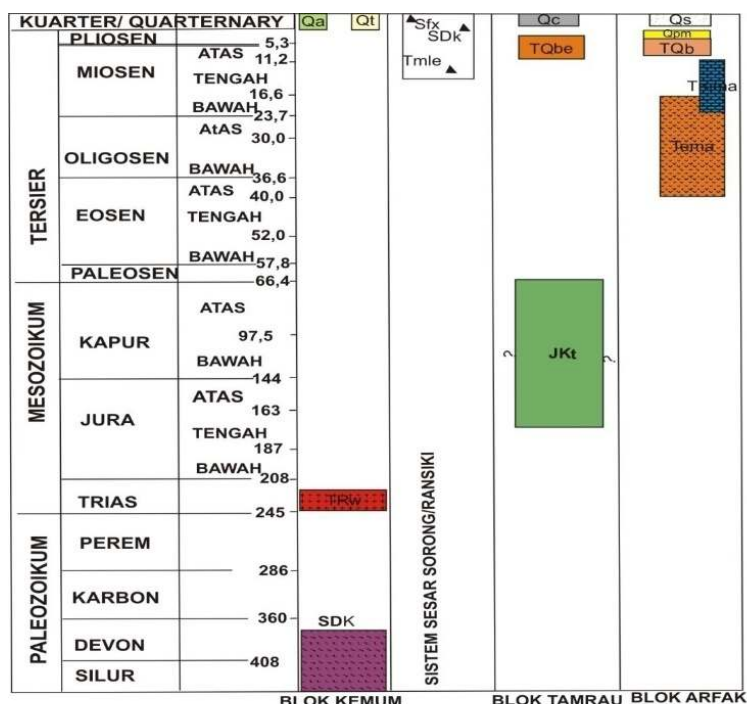 KUARTER/ QUARTERNARY Qa Qt Sfx Qc Qs
SDk
PLIOSEN 5,3 TQbe Qpm
TQb
MIOSEN ATAS 11,2 Tmle
TENGAH 16,6
BAWAH 23,7
OLIGOSEN AtAS 30,0 Tema
BAWAH 36,6
EOSEN ATAS 40,0
TENGAH 52,0
BAWAH 57,8
PALEOSEN 66,4
TERSIER
KAPUR ATAS 97,5 JKt
BAWAH 144
JURA ATAS 163
TENGAH 187
BAWAH 208
TRIAS 245 TRw
MESOZOIKUM
PEREM 286
KARBON 360
DEVON 408 SDK
SILUR
PALEOZOIKUM
SISTEM SESAR SORONG/RANSIKI
BLOK KEMUM BLOK TAMRAU BLOK ARFAK